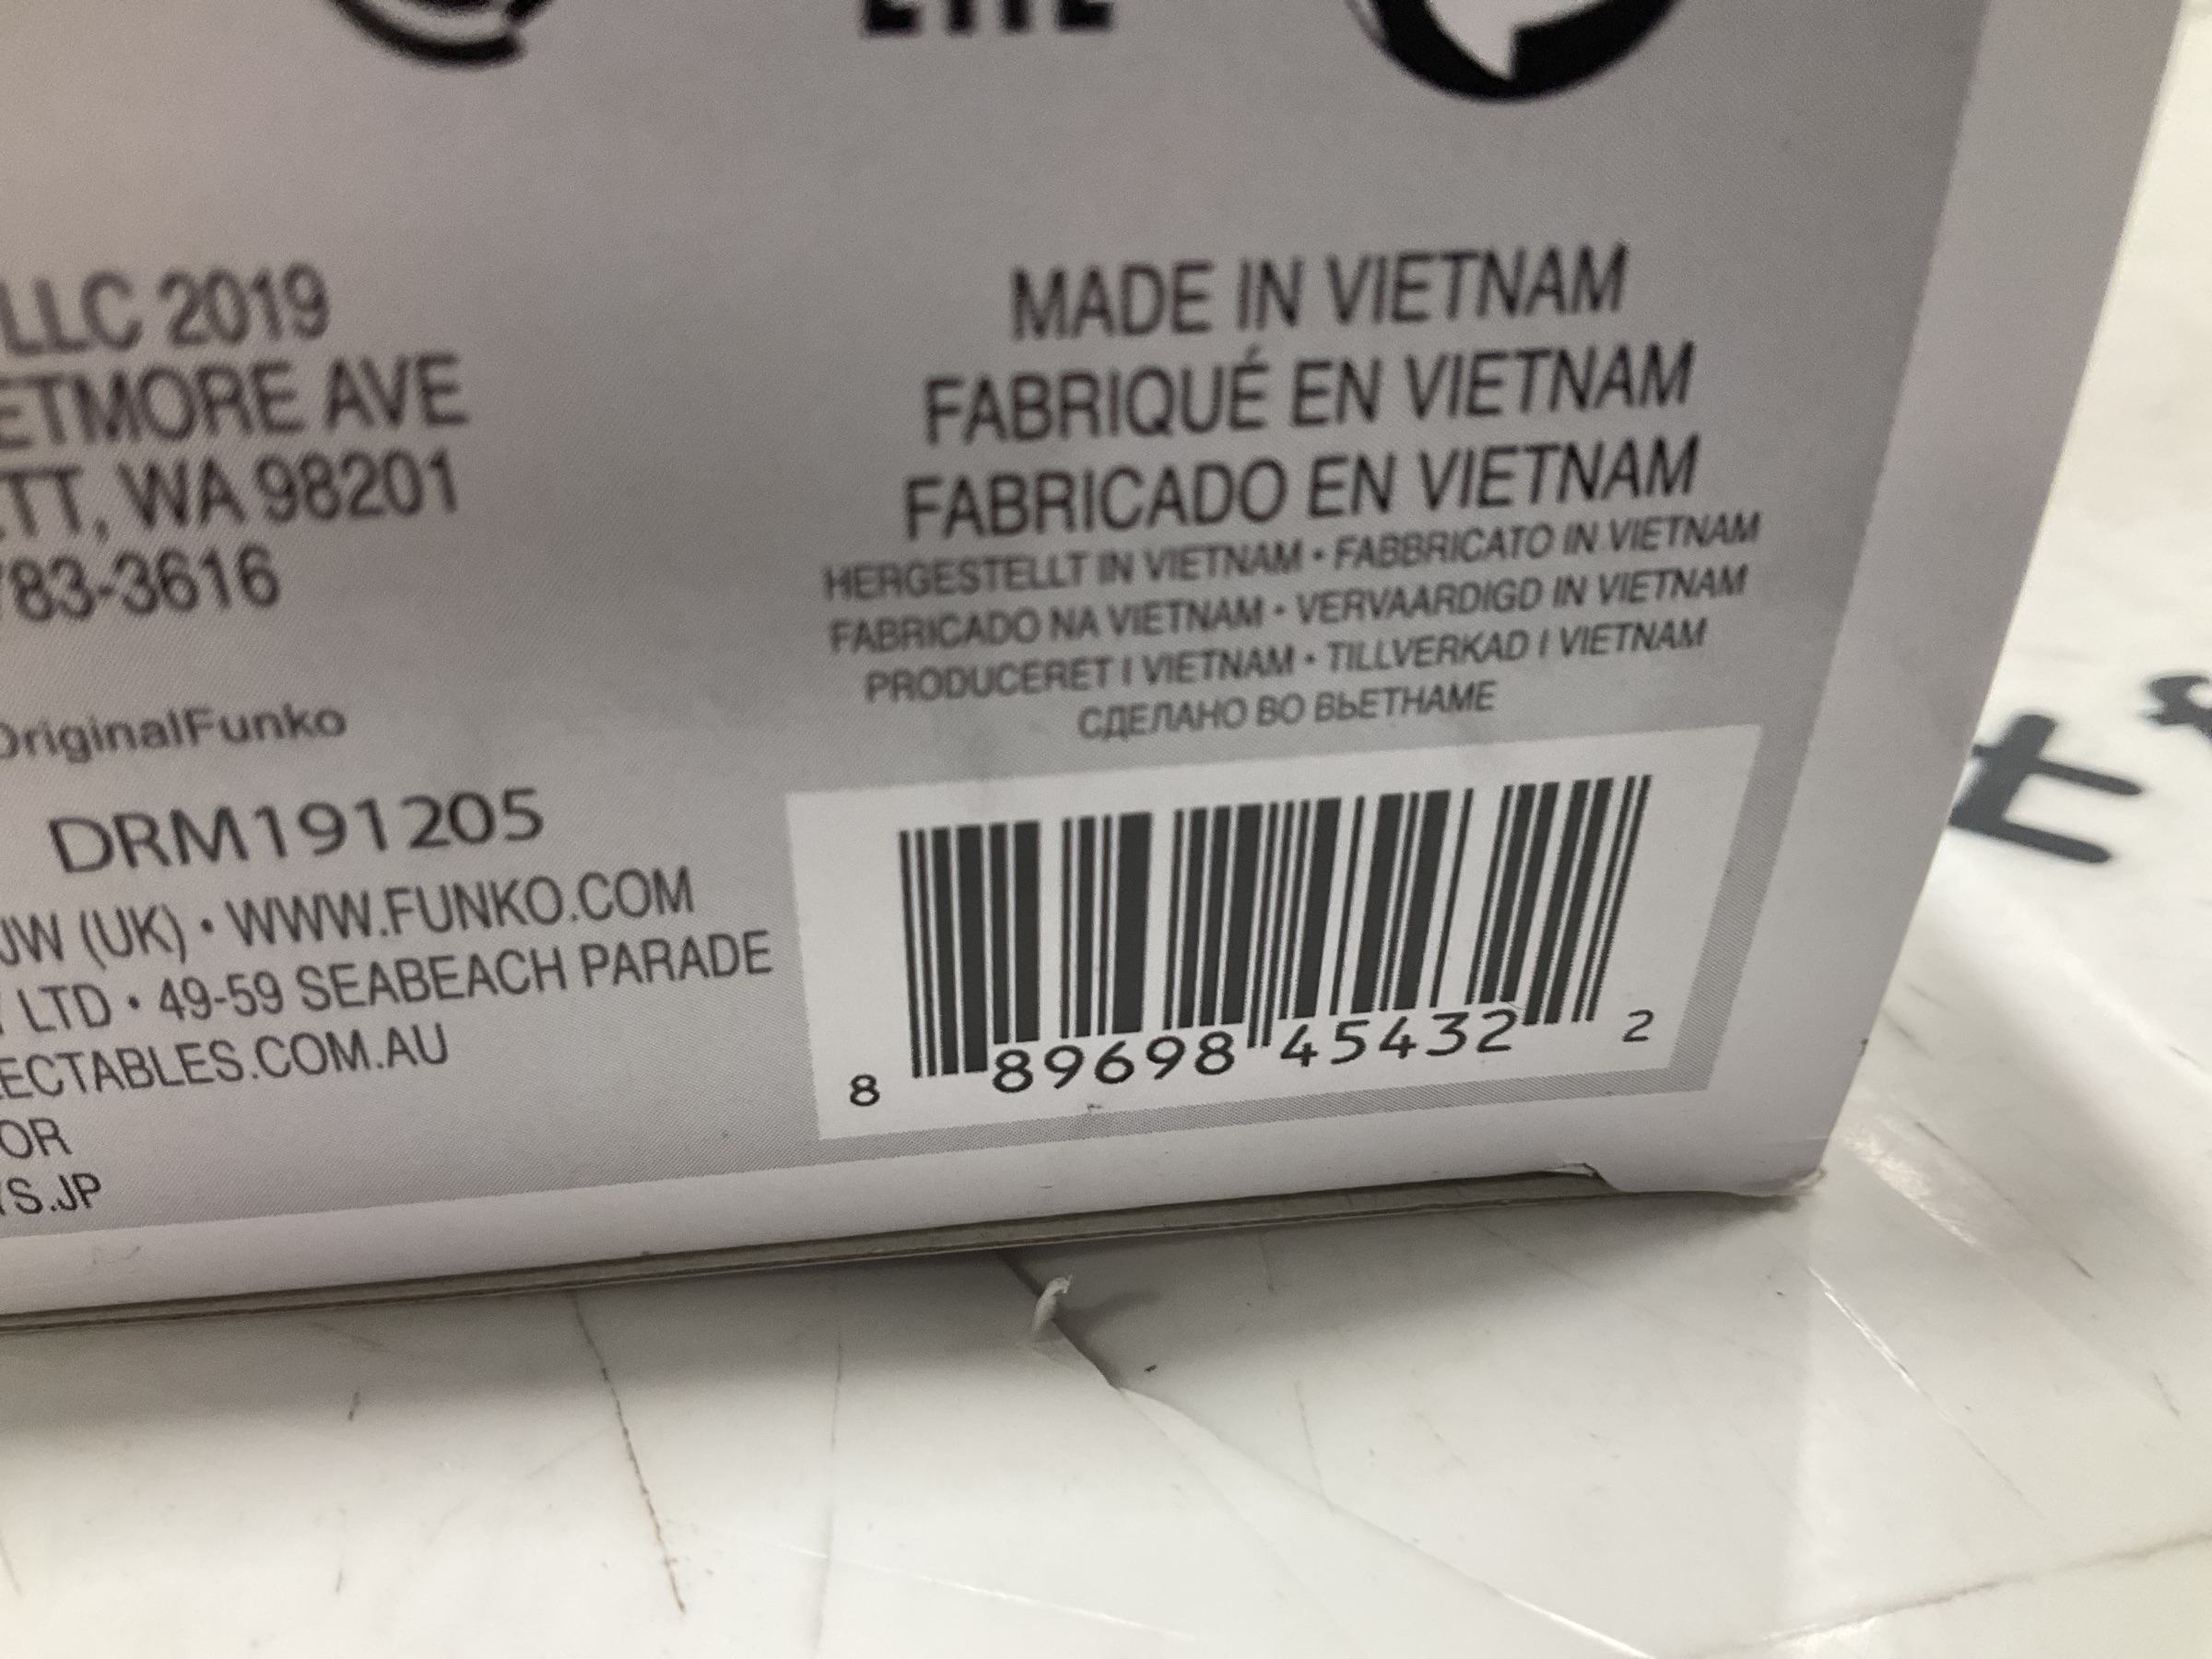 LLC 2019
ETMORE AVE
ETT, WA 98201
783-3616
OriginalFunko
DRM191205
JW (UK) • WWW.FUNKO.COM
LTD • 49-59 SEABEACH PARADE
LECTABLES.COM.AU
OR
YS.JP
MADE IN VIETNAM
FABRIQUÉ EN VIETNAM
FABRICADO EN VIETNAM
HERGESTELLT IN VIETNAM • FABBRICATO IN VIETNAM
FABRICADO NA VIETNAM • VERVAARDIGD IN VIETNAM
PRODUCERET I VIETNAM • TILLVERKAD I VIETNAM
СДЕЛАНО ВО ВЬЕТНАМЕ
8 89698 45432 2
t